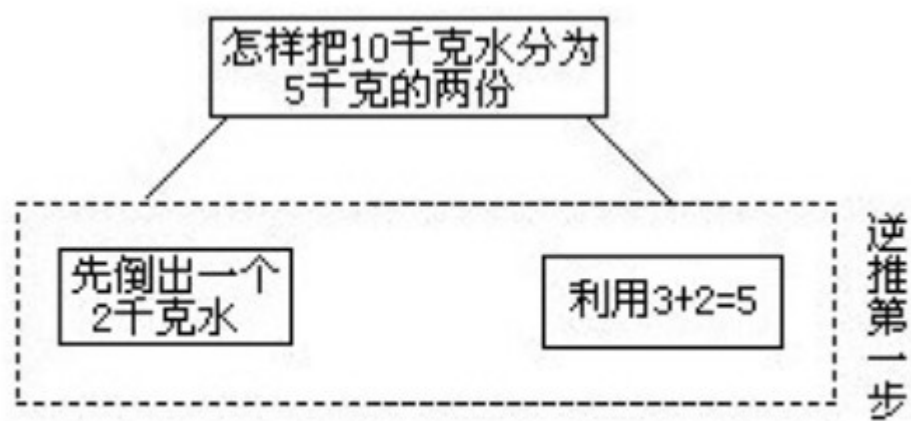 怎样把10千克水分为
5千克的两份
先倒出一个
2千克水
利用3+2=5
逆推第一步